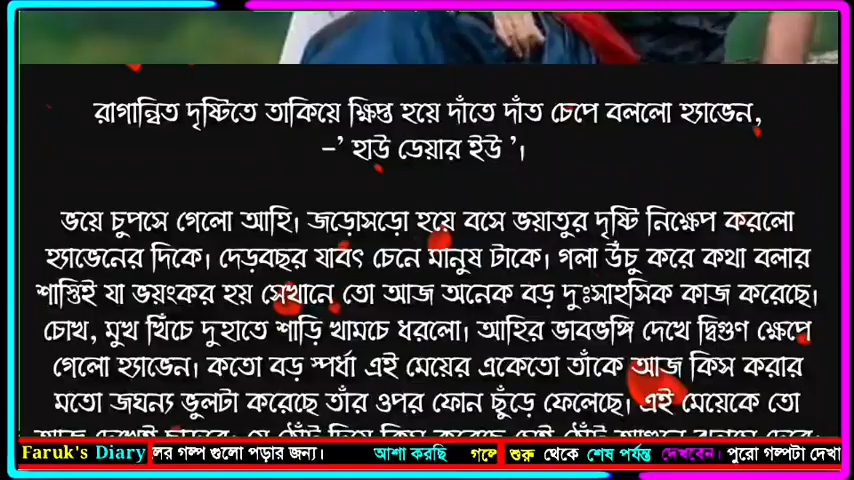 রাগান্বিত দৃষ্টিতে তাকিয়ে ক্ষিপ্ত হয়ে দাঁতে দাঁত চেপে বললো হ্যাভেন,
–’ হাউ ডেয়ার ইউ ’।
ভয়ে চুপসে গেলো আহি। জড়োসড়ো হয়ে বসে ভয়াতুর দৃষ্টি নিক্ষেপ করলো
হ্যাভেনের দিকে। দেড়বছর যাবৎ চেনে মানুষ টাকে। গলা উঁচু করে কথা বলার
শাস্তিই যা ভয়ংকর হয় সেখানে তো আজ অনেক বড় দুঃসাহসিক কাজ করেছে।
চোখ, মুখ খিঁচে দুহাতে শাড়ি খামচে ধরলো। আহির ভাবভঙ্গি দেখে দ্বিগুণ ক্ষেপে
গেলো হ্যাভেন। কতো বড় স্পর্ধা এই মেয়ের একেতো তাঁকে আজ কিস করার
মতো জঘন্য ভুলটা করেছে তাঁর ওপর ফোন ছুঁড়ে ফেলেছে। এই মেয়েকে তো
Faruk's Diary লের গল্প গুলো পড়ার জন্য। আশা করছি গল্পে শুরু থেকে শেষ পর্যন্ত দেখবেন। পুরো গল্পটা দেখা